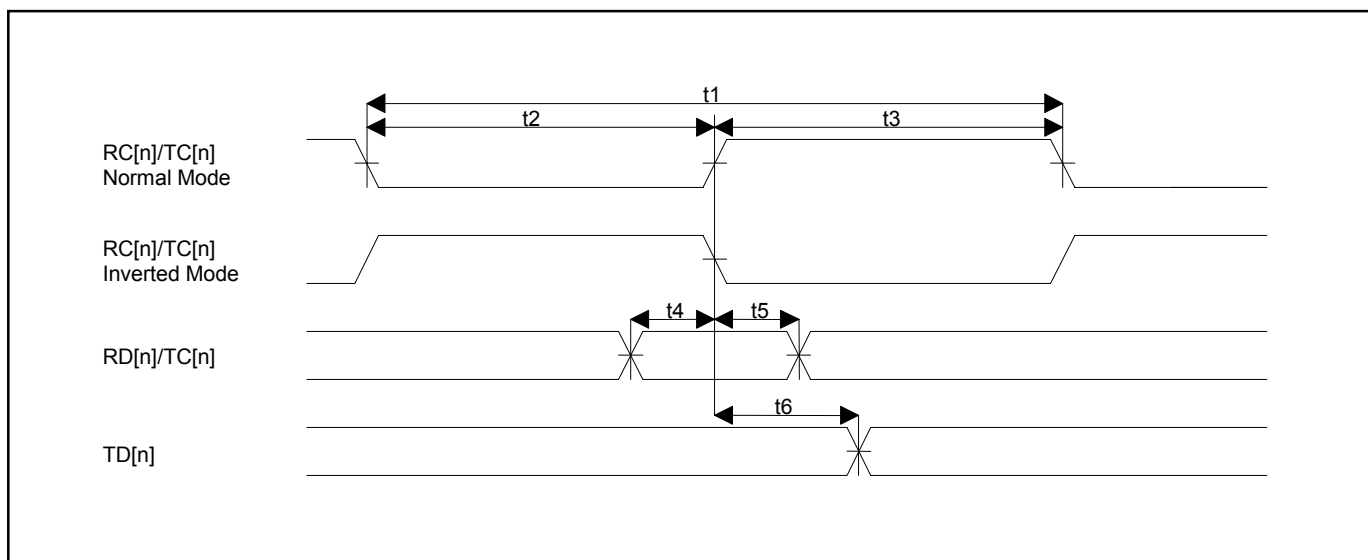 t1
t2
t3
RC[n]/TC[n]
Normal Mode
RC[n]/TC[n]
Inverted Mode
t4
t5
RD[n]/TC[n]
t6
TD[n]